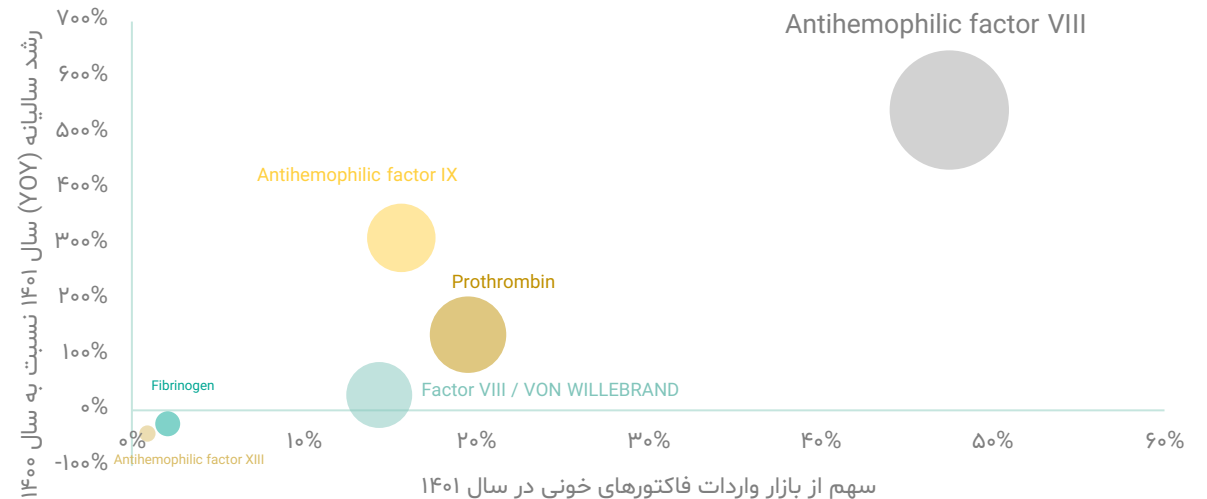 Antihemophilic factor VIII
۷۰۰%
۶۰۰%
۵۰۰%
۴۰۰%
۳۰۰%
۲۰۰%
۱۰۰%
۰%
-۱۰۰%
رشد سالیانه (YOY) سال ۱۴۰۱ نسبت به سال ۱۴۰۰
Antihemophilic factor IX
Prothrombin
Fibrinogen
Factor VIII / VON WILLEBRAND
Antihemophilic factor XIII
۰% ۱۰% ۲۰% ۳۰% ۴۰% ۵۰% ۶۰%
سهم از بازار واردات فاکتورهای خونی در سال ۱۴۰۱